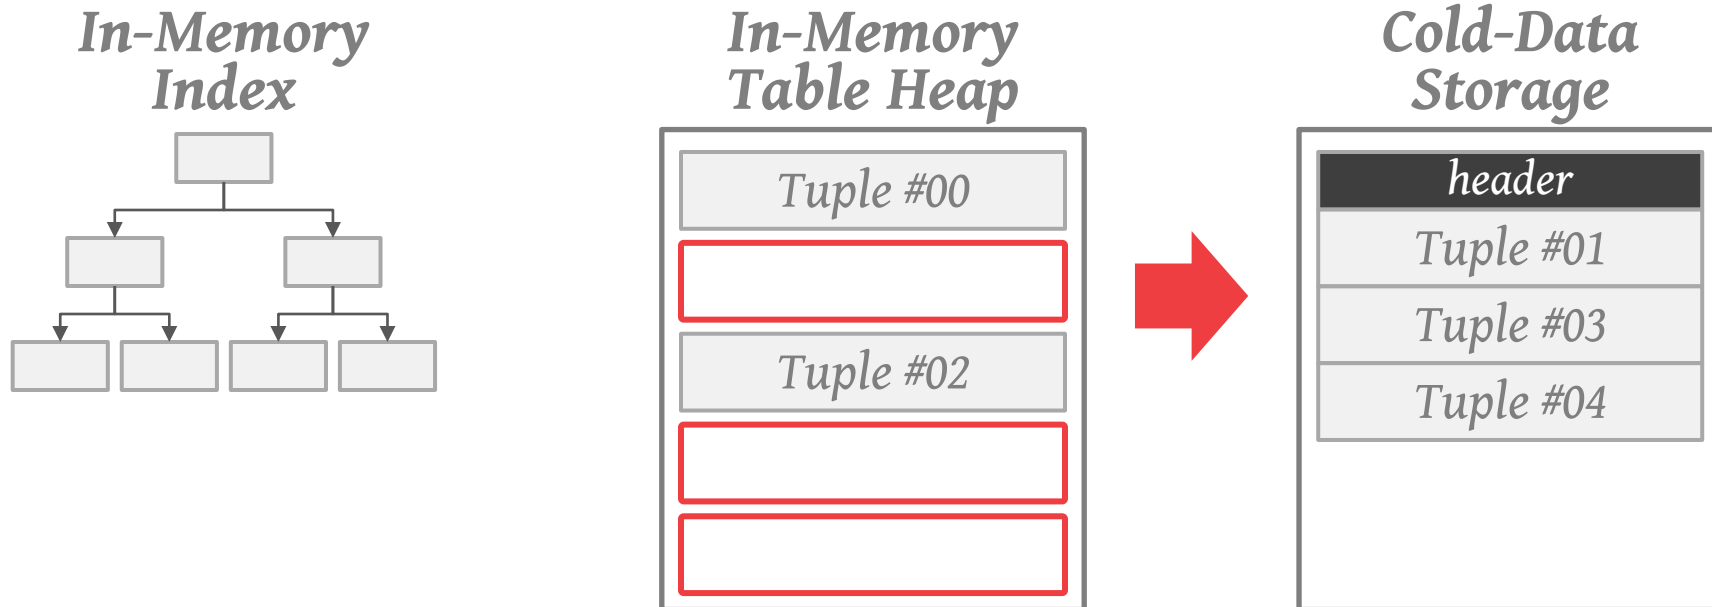 In-Memory
Index
In-Memory
Table Heap
Tuple #00
Tuple #02
Cold-Data
Storage
header
Tuple #01
Tuple #03
Tuple #04